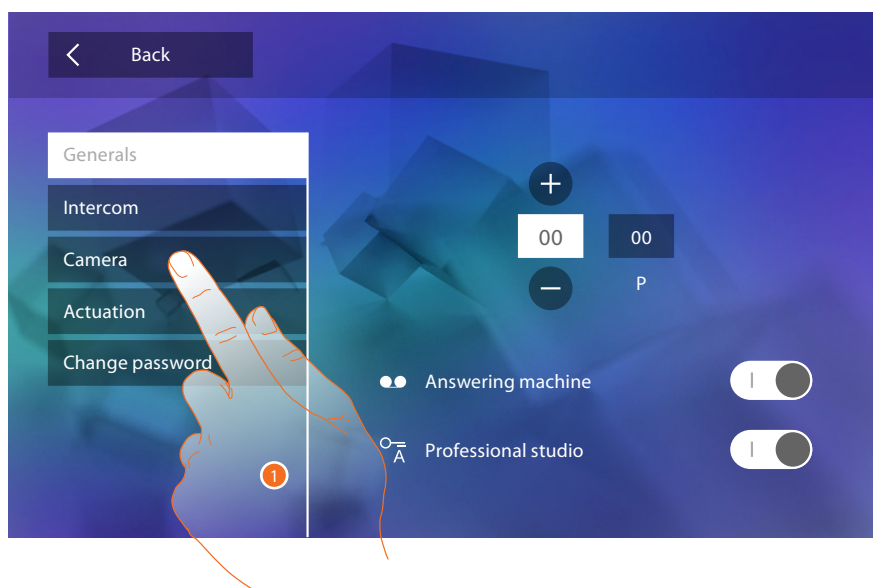 Back
Generals
Intercom
Camera
Actuation
Change password
00 00
P
Answering machine
A Professional studio
1